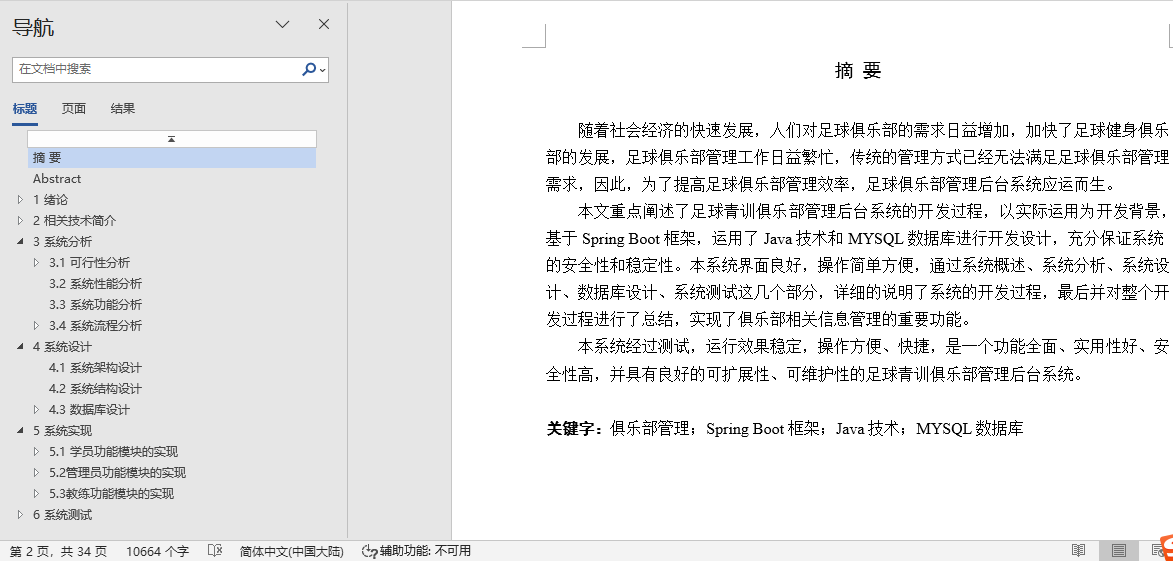 导航
在文档中搜索
标题 页面 结果
摘 要
Abstract
1 绪论
2 相关技术简介
3 系统分析
3.1 可行性分析
3.2 系统性能分析
3.3 系统功能分析
3.4 系统流程分析
4 系统设计
4.1 系统架构设计
4.2 系统结构设计
4.3 数据库设计
5 系统实现
5.1 学员功能模块的实现
5.2管理员功能模块的实现
5.3教练功能模块的实现
6 系统测试
摘 要
随着社会经济的快速发展，人们对足球俱乐部的需求日益增加，加快了足球健身俱乐
部的发展，足球俱乐部管理工作日益繁忙，传统的管理方式已经无法满足足球俱乐部管理
需求，因此，为了提高足球俱乐部管理效率，足球俱乐部管理后台系统应运而生。
本文重点阐述了足球青训俱乐部管理后台系统的开发过程，以实际运用为开发背景，
基于 Spring Boot 框架，运用了 Java 技术和 MYSQL 数据库进行开发设计，充分保证系统
的安全性和稳定性。本系统界面良好，操作简单方便，通过系统概述、系统分析、系统设
计、数据库设计、系统测试这几个部分，详细的说明了系统的开发过程，最后并对整个开
发过程进行了总结，实现了俱乐部相关信息管理的重要功能。
本系统经过测试，运行效果稳定，操作方便、快捷，是一个功能全面、实用性好、安
全性高，并具有良好的可扩展性、可维护性的足球青训俱乐部管理后台系统。
关键字：俱乐部管理；Spring Boot 框架；Java 技术；MYSQL 数据库
第 2 页，共 34 页 10664 个字 简体中文(中国大陆) 辅助功能: 不可用